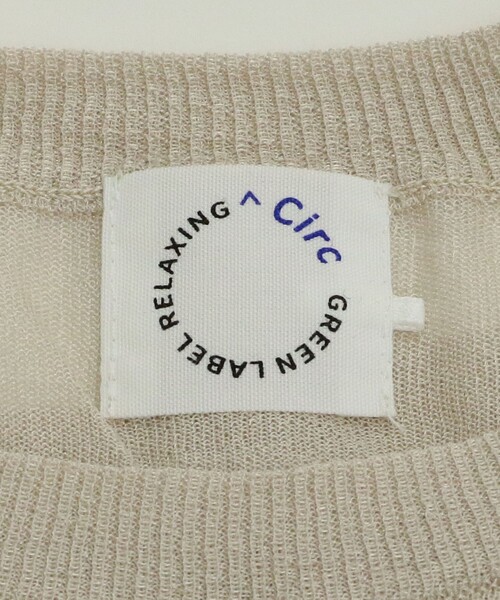 ^ Circ
GREEN LABEL RELAXING